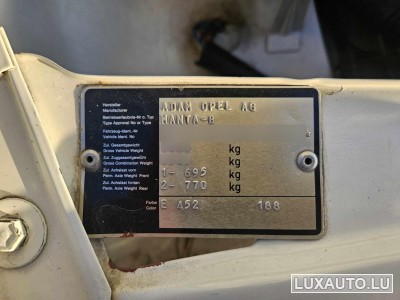 Hersteller
Manufacturer
ADAM OPEL AG
Betriebserlaubnis-Nr o. Typ
Type Approval No or Type
MANTA-B
Fahrzeug-Ident.-Nr.
Vehicle Ident.-No
Zul. Gesamtgewicht
Gross Vehicle Weight
kg
Zul. Zuggesamtgewicht
Gross Combination Weight
kg
Zul. Achslast vorn
Perm. Axle Weight Front
1- 695 kg
Zul. Achslast hinten
Perm. Axle Weight Rear
2- 770 kg
Farbe
Color
E 452 188
LUXAUTO.LU